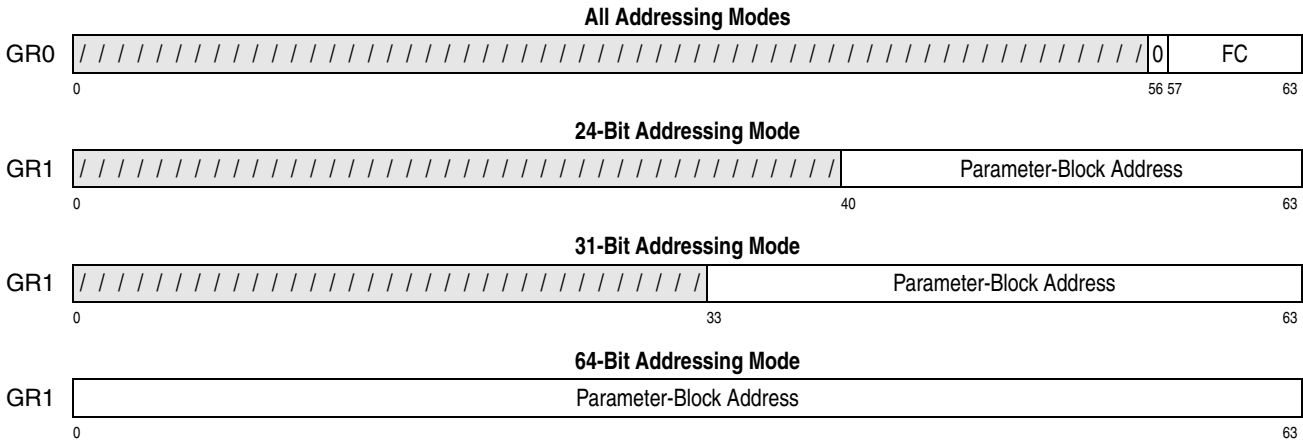 All Addressing Modes
GR0 / / / / / / / / / / / / / / / / / / / / / / / / / / / / / / / / / / / / / / / / / / / / / / / / / / / / / / / / 0 FC
0 56 57 63
24-Bit Addressing Mode
GR1 / / / / / / / / / / / / / / / / / / / / / / / / / / / / / / / / / / / / / / / / Parameter-Block Address
0 40 63
31-Bit Addressing Mode
GR1 / / / / / / / / / / / / / / / / / / / / / / / / / / / / / / / / / Parameter-Block Address
0 33 63
64-Bit Addressing Mode
GR1 Parameter-Block Address
0 63